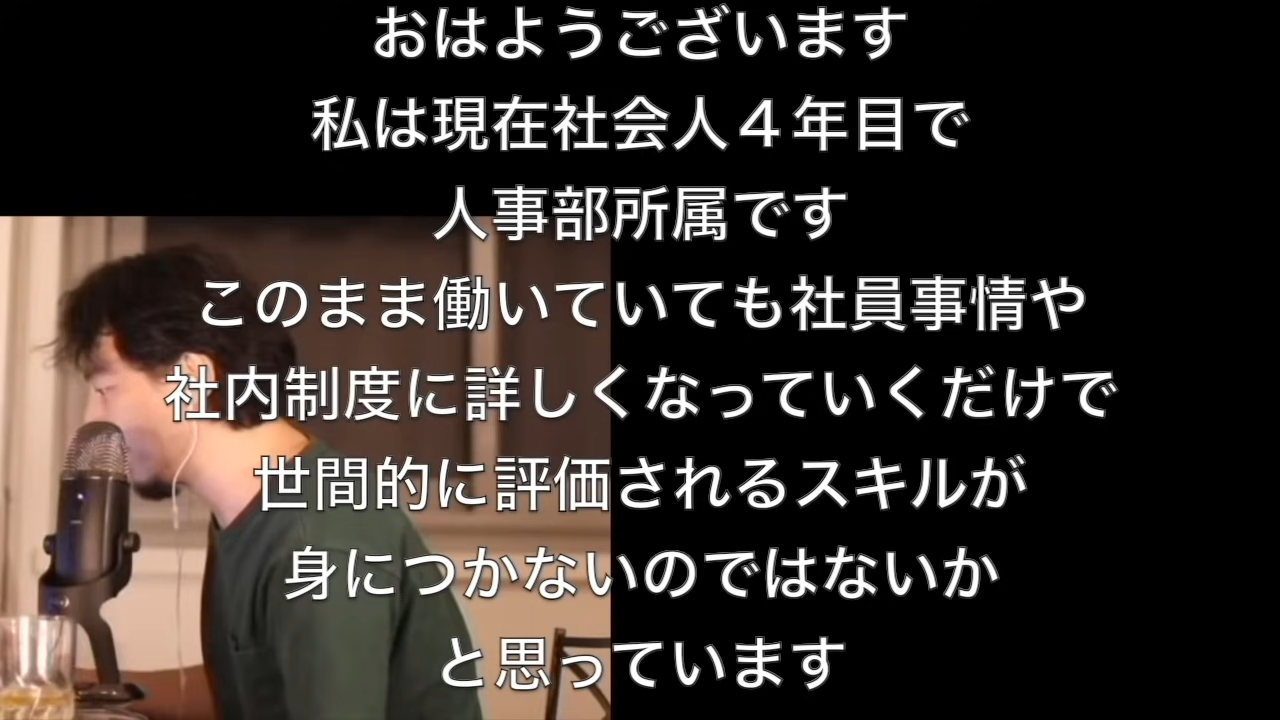 おはようございます
私は現在社会人４年目で
人事部所属です
このまま働いていても社員事情や
社内制度に詳しくなっていくだけで
世間的に評価されるスキルが
身につかないのではないか
と思っています